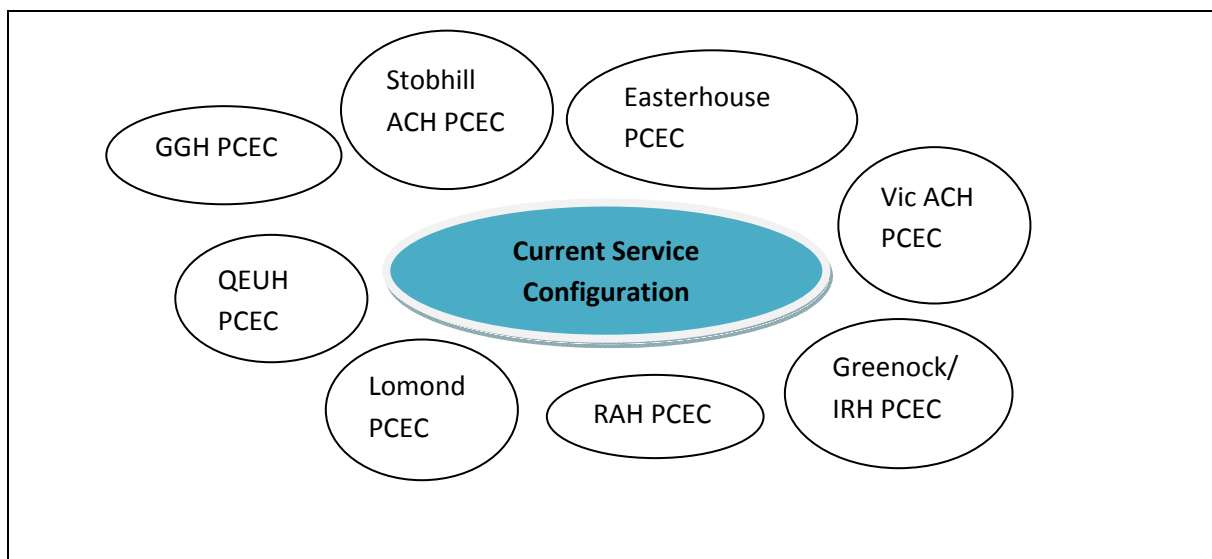 Stobhill
ACH PCEC
Easterhouse
PCEC
GGH PCEC
Vic ACH
PCEC
Current Service
Configuration
QEUH
PCEC
Lomond
PCEC
RAH PCEC
Greenock/
IRH PCEC